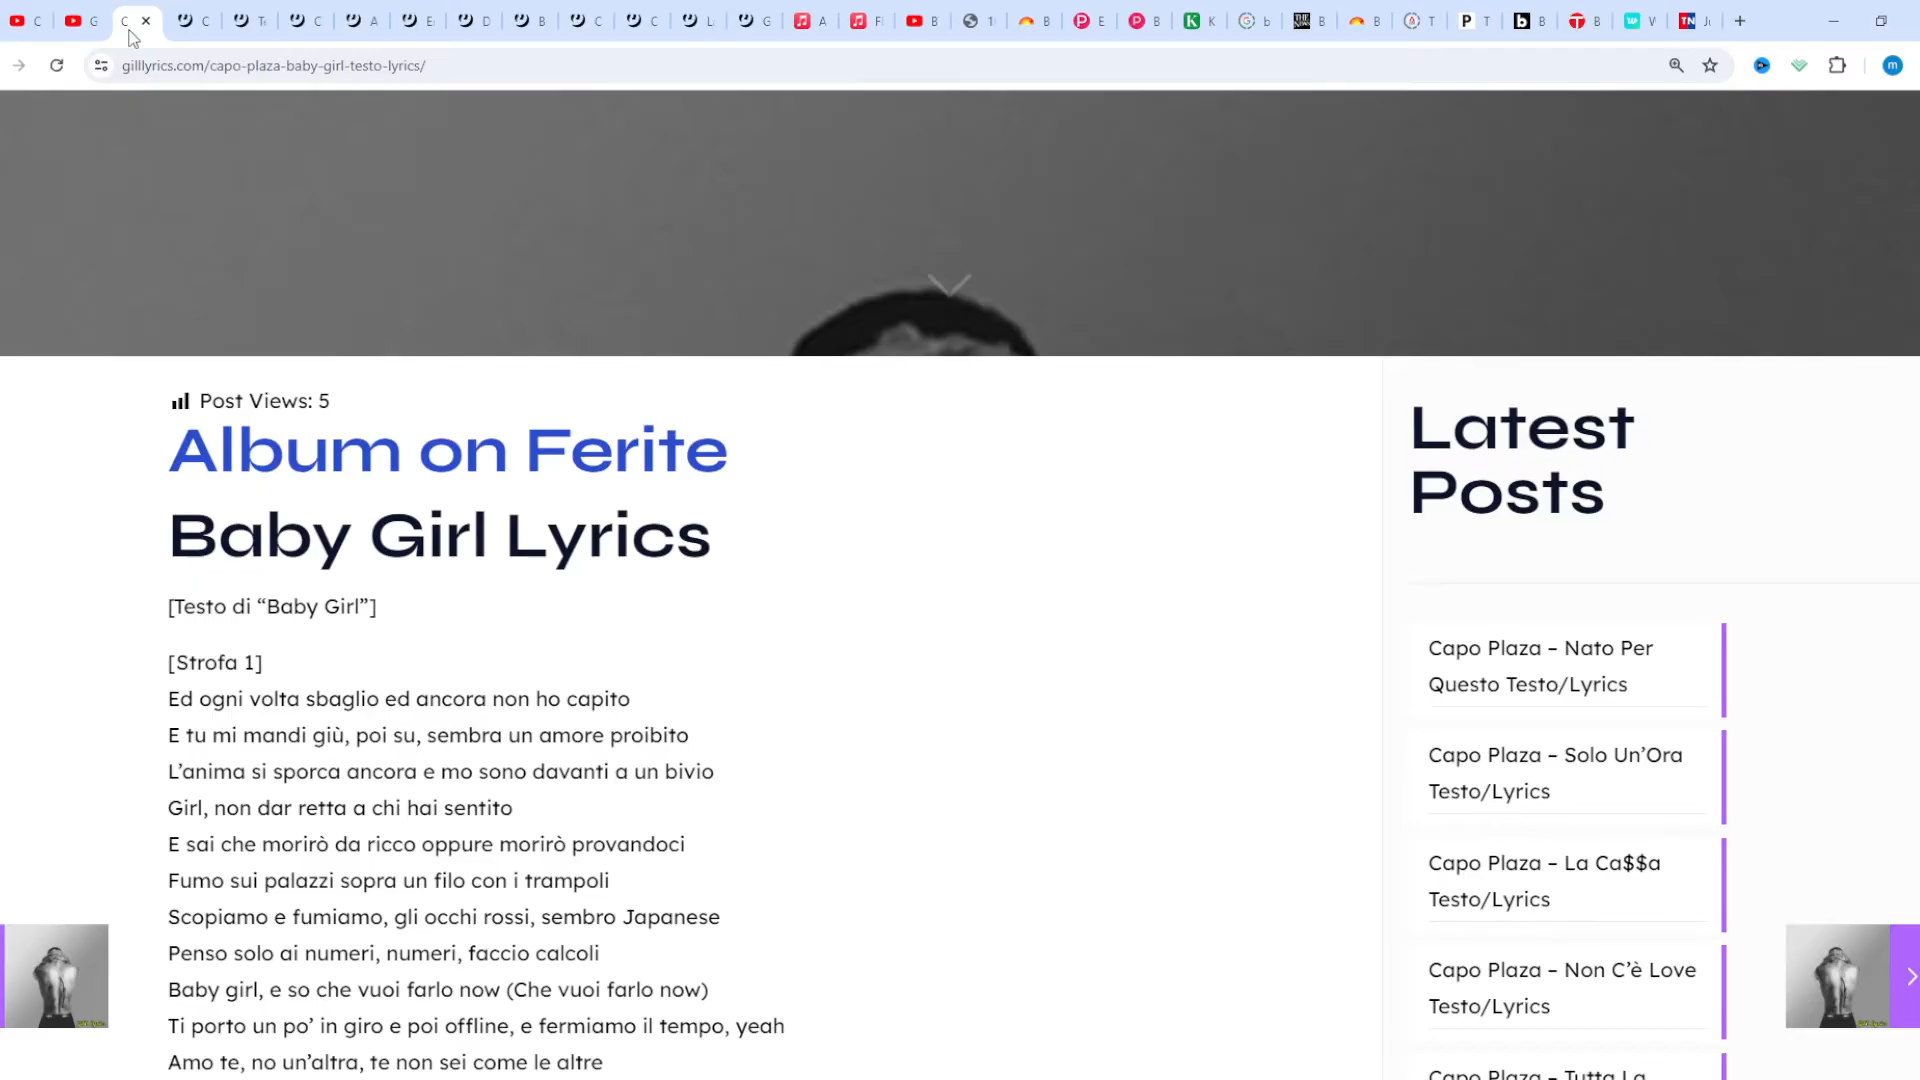 C
G
C
C
T
C
A
E
D
B
C
C
L
G
A
F
B
1
B
E
B
K
b
B
B
T
T
B
B
V
gilllyrics.com/capo-plaza-baby-girl-testo-lyrics/
m
Post Views: 5
Album on Ferite
Baby Girl Lyrics
[Testo di “Baby Girl”]
[Strofa 1]
Ed ogni volta sbaglio ed ancora non ho capito
E tu mi mandi giù, poi su, sembra un amore proibito
L’anima si sporca ancora e mo sono davanti a un bivio
Girl, non dar retta a chi hai sentito
E sai che morirò da ricco oppure morirò provandoci
Fumo sui palazzi sopra un filo con i trampoli
Scopiamo e fumiamo, gli occhi rossi, sembro Japanese
Penso solo ai numeri, numeri, faccio calcoli
Baby girl, e so che vuoi farlo now (Che vuoi farlo now)
Ti porto un po’ in giro e poi offline, e fermiamo il tempo, yeah
Amo te, no un’altra, te non sei come le altre
Latest
Posts
Capo Plaza – Nato Per
Questo Testo/Lyrics
Capo Plaza – Solo Un’Ora
Testo/Lyrics
Capo Plaza – La Ca$$a
Testo/Lyrics
Capo Plaza – Non C’è Love
Testo/Lyrics
Capo Plaza – Tutta La